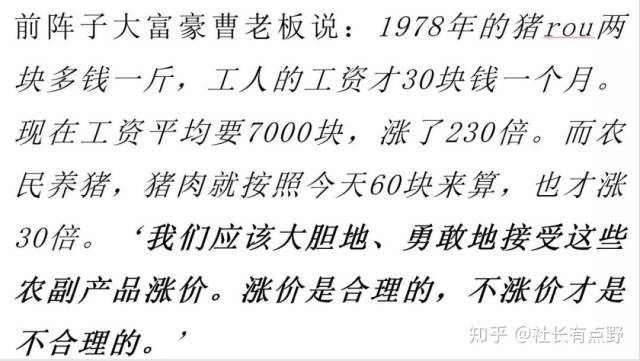 前阵子大富豪曹老板说：1978年的猪rou两
块多钱一斤，工人的工资才30块钱一个月。
现在工资平均要7000块，涨了230倍。而农
民养猪，猪肉就按照今天60块来算，也才涨
30倍。‘我们应该大胆地、勇敢地接受这些
农副产品涨价。涨价是合理的，不涨价才是
不合理的。’
知乎 @社长有点野